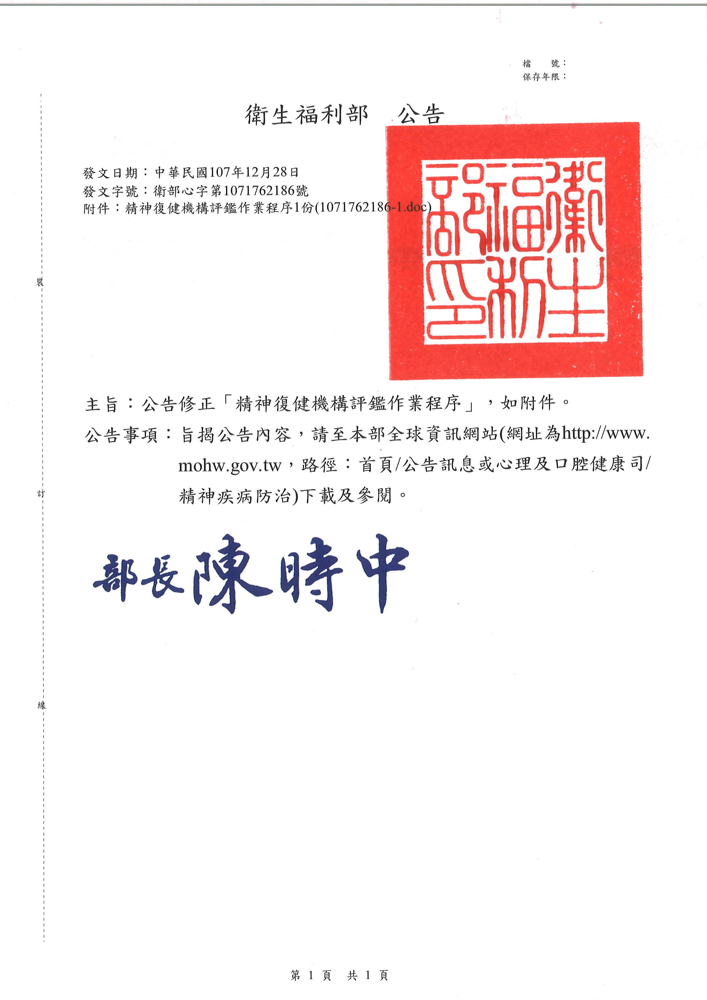 檔　　號：
保存年限：
衛生福利部　公告
發文日期：中華民國107年12月28日
發文字號：衛部心字第1071762186號
附件：精神復健機構評鑑作業程序1份(1071762186-1.doc)
衛生
福利
部印
主旨：公告修正「精神復健機構評鑑作業程序」，如附件。
公告事項：旨揭公告內容，請至本部全球資訊網站(網址為http://www.
mohw.gov.tw，路徑：首頁/公告訊息或心理及口腔健康司/
精神疾病防治)下載及參閱。
部長陳時中
裝
訂
線
第 1 頁　共 1 頁